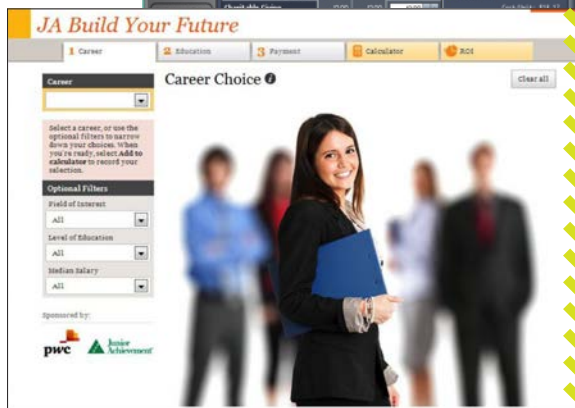 JA Build Your Future
1 Career
2 Education
3 Payment
Calculator
ROI
Career
Career Choice i
Clear all
Select a career, or use the
optional filters to narrow
down your choices. When
you're ready, select Add to
calculator to record your
selection.
Optional Filters
Field of Interest
All
Level of Education
All
Median Salary
All
Sponsored by:
pwc
Junior
Achievement